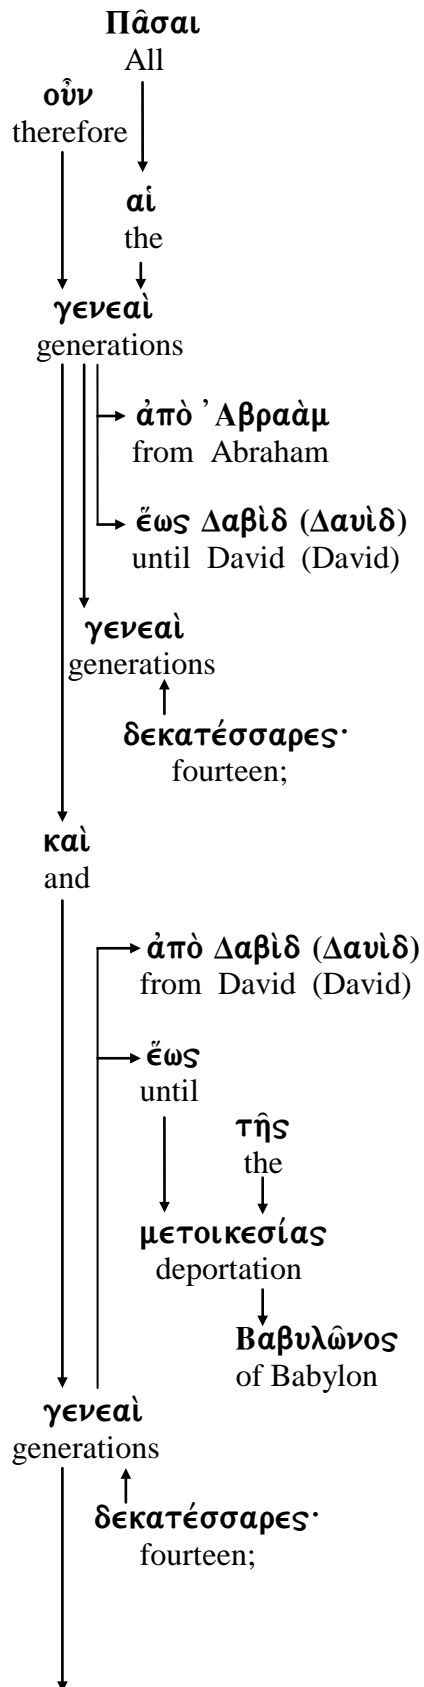 Πᾶσαι
All
οὖν
therefore
αἱ
the
γενεαὶ
generations
ἀπὸ Ἀβραὰμ
from Abraham
ἕως Δαβὶδ (Δαυὶδ)
until David (David)
γενεαὶ
generations
δεκατέσσαρες·
fourteen;
καὶ
and
ἀπὸ Δαβὶδ (Δαυὶδ)
from David (David)
ἕως
until
τῆς
the
μετοικεσίας
deportation
Βαβυλῶνος
of Babylon
γενεαὶ
generations
δεκατέσσαρες·
fourteen;